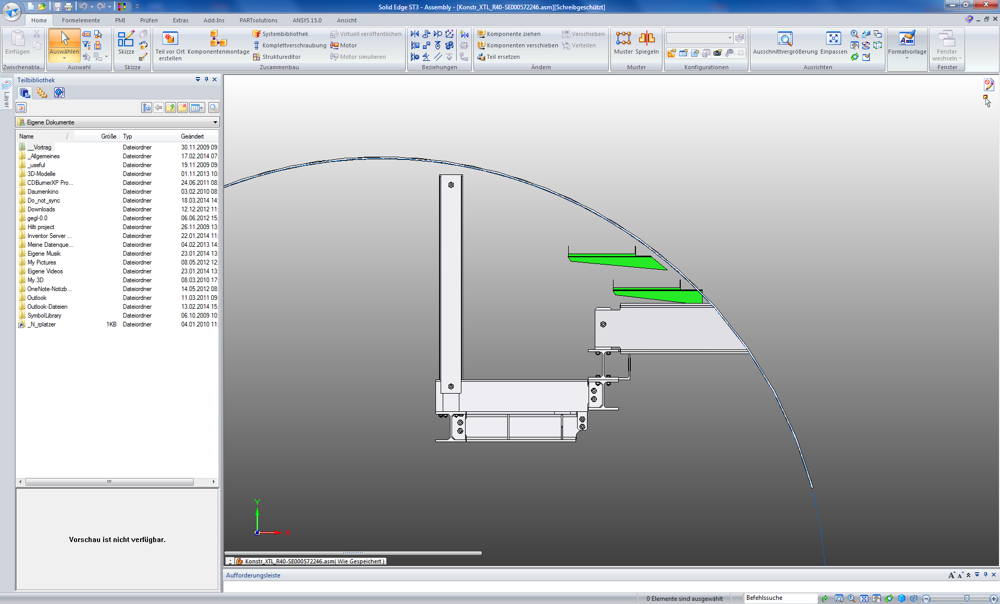 Solid Edge ST3 - Assembly - [Konstr_XTL_R40-SE000572246.asm][Schreibgeschützt]
Home Formelemente PMI Prüfen Extras Add-Ins PARTsolutions ANSYS 15.0 Ansicht
Einfügen
Zwischenabla...
Auswählen
Auswahl
Skizze
Skizze
Teil vor Ort erstellen
Komponentenmontage
Systembibliothek
Komplettverschraubung
Struktureditor
Virtuell veröffentlichen
Motor
Motor simulieren
Zusammenbau
Beziehungen
Komponente ziehen
Komponenten verschieben
Teil ersetzen
Verschieben
Verteilen
Ändern
Muster Spiegeln
Muster
Konfigurationen
Ausschnittvergrößerung Einpassen
Ausrichten
Formatvorlage
Fenster wechseln
Fenster
Layer
Teilbibliothek
Eigene Dokumente
Name Größe Typ Geändert
__Vortrag Dateiordner 30.11.2009 09:
_Allgemeines Dateiordner 17.02.2014 07:
_useful Dateiordner 19.11.2009 09:
3D-Modelle Dateiordner 01.11.2013 10:
CDBurnerXP Pro... Dateiordner 24.06.2011 08:
Daumenkino Dateiordner 03.02.2010 08:
Do_not_sync Dateiordner 18.03.2014 14:
Downloads Dateiordner 12.12.2012 11:
gegl-0.0 Dateiordner 06.06.2012 15:
Hilti project Dateiordner 26.11.2009 13:
Inventor Server ... Dateiordner 22.01.2014 11:
Meine Datenque... Dateiordner 04.02.2013 14:
Eigene Musik Dateiordner 23.01.2014 13:
My Pictures Dateiordner 08.05.2012 12:
Eigene Videos Dateiordner 23.01.2014 13:
My.3D Dateiordner 08.03.2010 17:
OneNote-Notizb... Dateiordner 14.05.2012 08:
Outlook Dateiordner 11.03.2011 09:
Outlook-Dateien Dateiordner 13.02.2014 15:
SymbolLibrary Dateiordner 06.10.2009 10:
_N_rplatzer 1KB Dateiordner 04.01.2010 11:
Vorschau ist nicht verfügbar.
Y
X
Konstr_XTL_R40-SE000572246.asm( Wie Gespeichert )
Aufforderungsleiste
0 Elemente sind ausgewählt
Befehlssuche